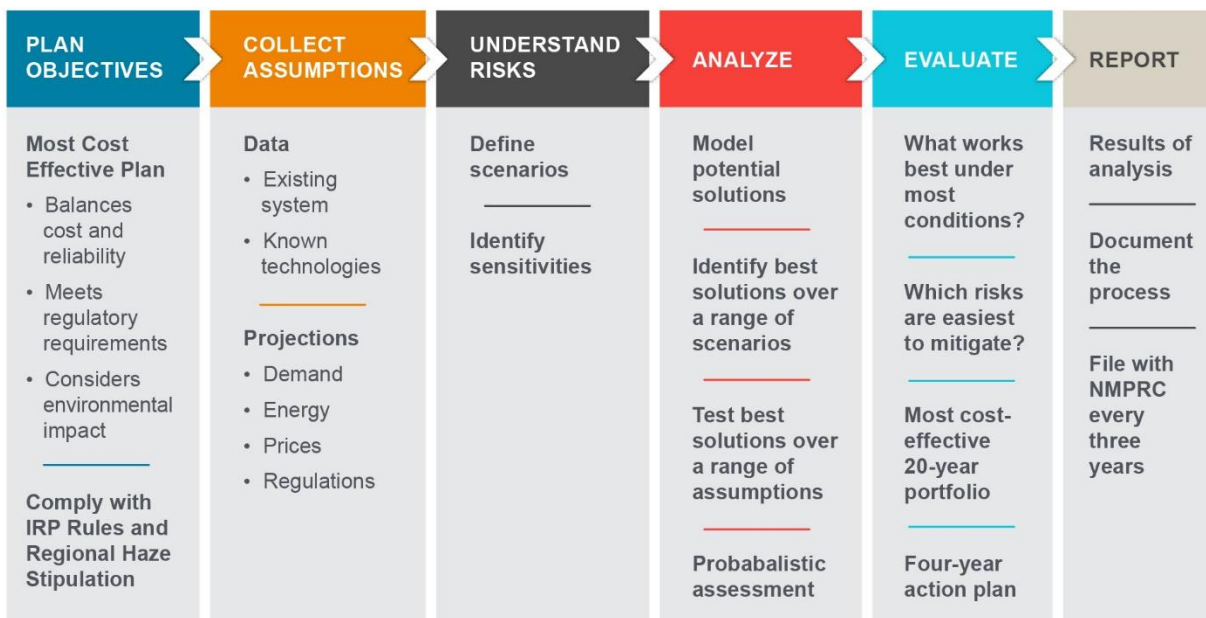 PLAN
OBJECTIVES
Most Cost
Effective Plan
• Balances
cost and
reliability
• Meets
regulatory
requirements
• Considers
environmental
impact
Comply with
IRP Rules and
Regional Haze
Stipulation
COLLECT
ASSUMPTIONS
Data
• Existing
system
• Known
technologies
Projections
• Demand
• Energy
• Prices
• Regulations
UNDERSTAND
RISKS
Define
scenarios
Identify
sensitivities
ANALYZE
Model
potential
solutions
Identify best
solutions over
a range of
scenarios
Test best
solutions over
a range of
assumptions
Probabalistic
assessment
EVALUATE
What works
best under
most
conditions?
Which risks
are easiest
to mitigate?
Most cost-
effective
20-year
portfolio
Four-year
action plan
REPORT
Results of
analysis
Document
the
process
File with
NMPRC
every
three
years